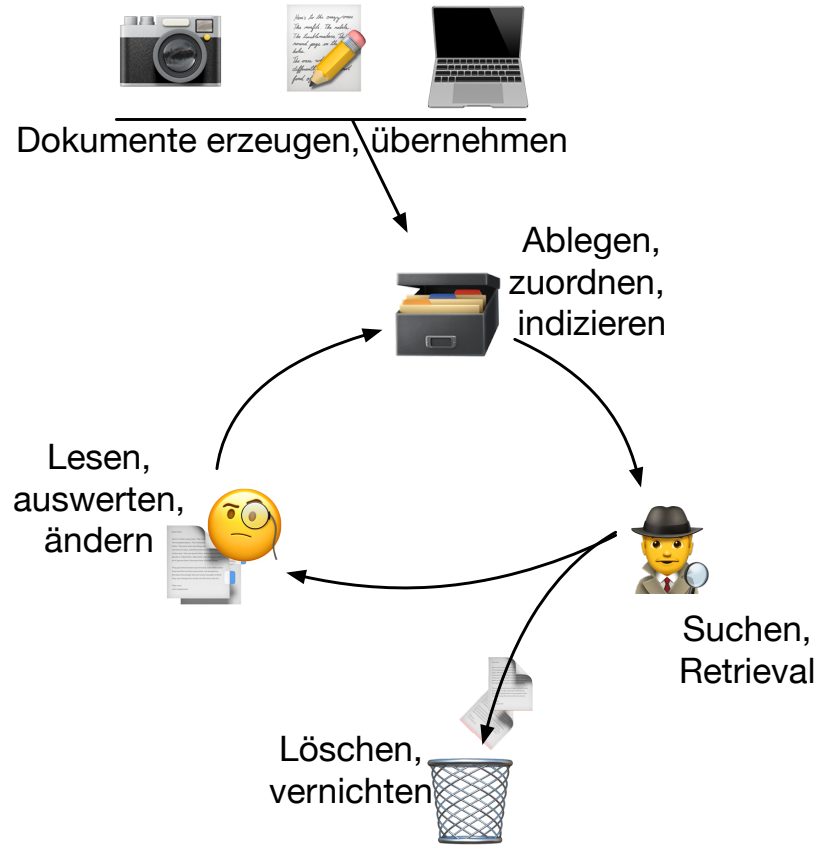 Dokumente erzeugen, übernehmen
Ablegen,
zuordnen,
indizieren
Lesen,
auswerten,
ändern
Suchen,
Retrieval
Löschen,
vernichten